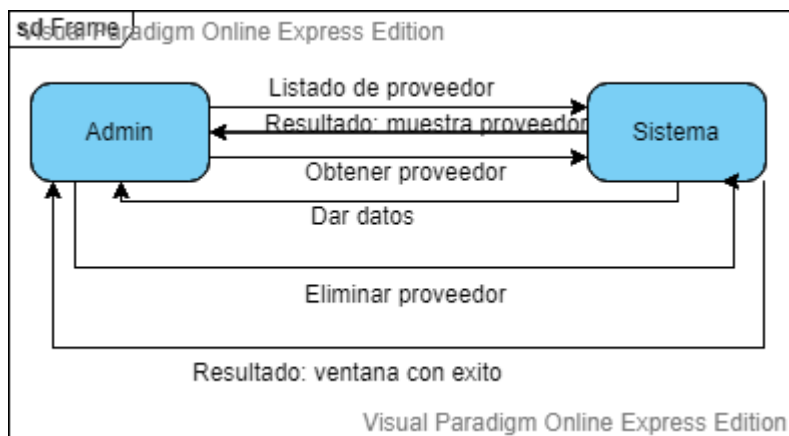 sd Frame
Visual Paradigm Online Express Edition
Listado de proveedor
Admin
Resultado: muestra proveedor
Sistema
Obtener proveedor
Dar datos
Eliminar proveedor
Resultado: ventana con exito
Visual Paradigm Online Express Edition